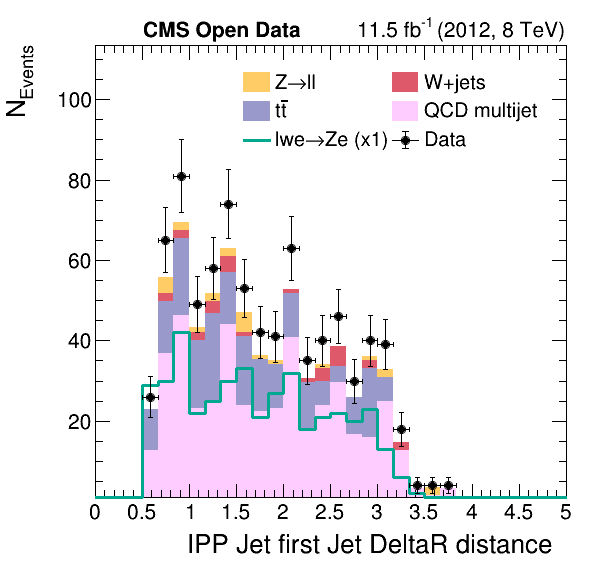 CMS Open Data 11.5 fb⁻¹ (2012, 8 TeV)
N_Events
Z→ll W+jets
tt̄ QCD multijet
lwe→Ze (x1) Data
100
80
60
40
20
0 0.5 1 1.5 2 2.5 3 3.5 4 4.5 5
IPP Jet first Jet DeltaR distance